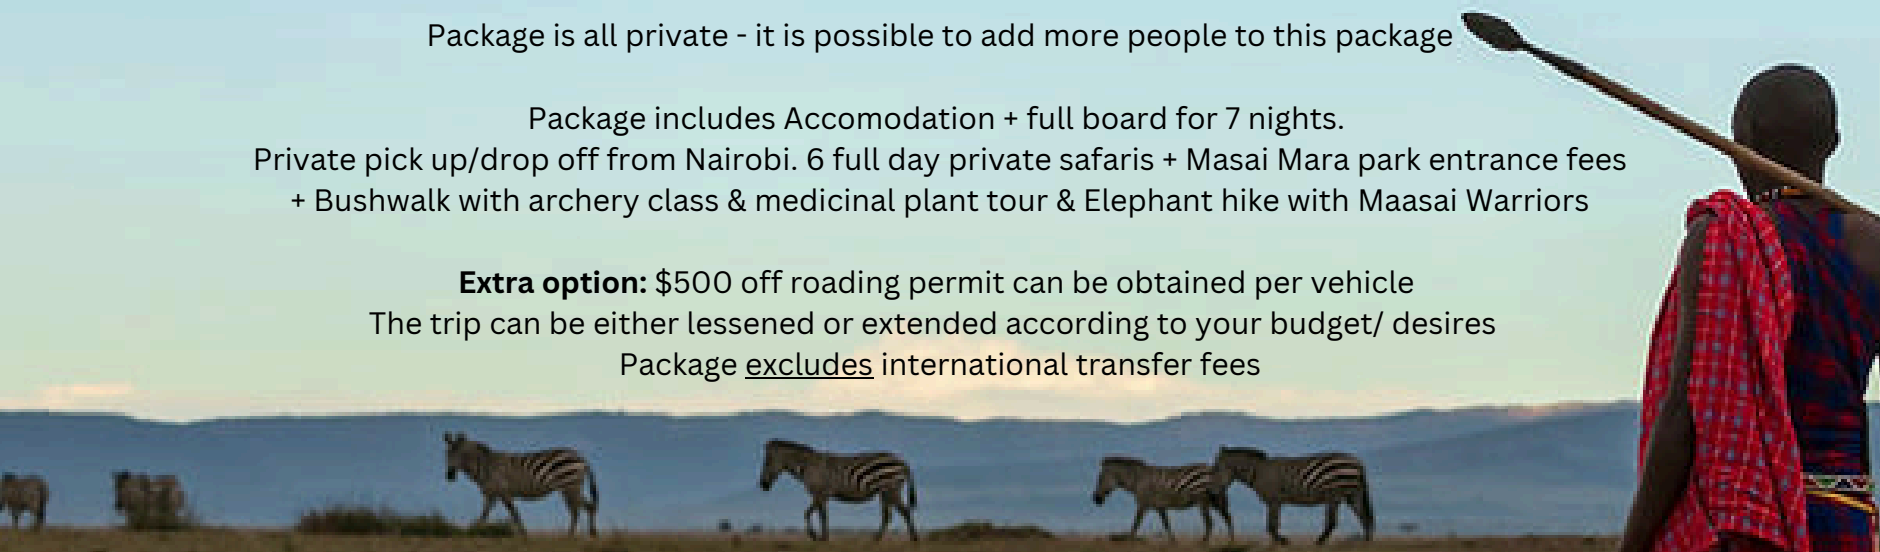 Package is all private - it is possible to add more people to this package
Package includes Accomodation + full board for 7 nights.
Private pick up/drop off from Nairobi. 6 full day private safaris + Masai Mara park entrance fees
+ Bushwalk with archery class & medicinal plant tour & Elephant hike with Maasai Warriors
Extra option: $500 off roading permit can be obtained per vehicle
The trip can be either lessened or extended according to your budget/ desires
Package excludes international transfer fees